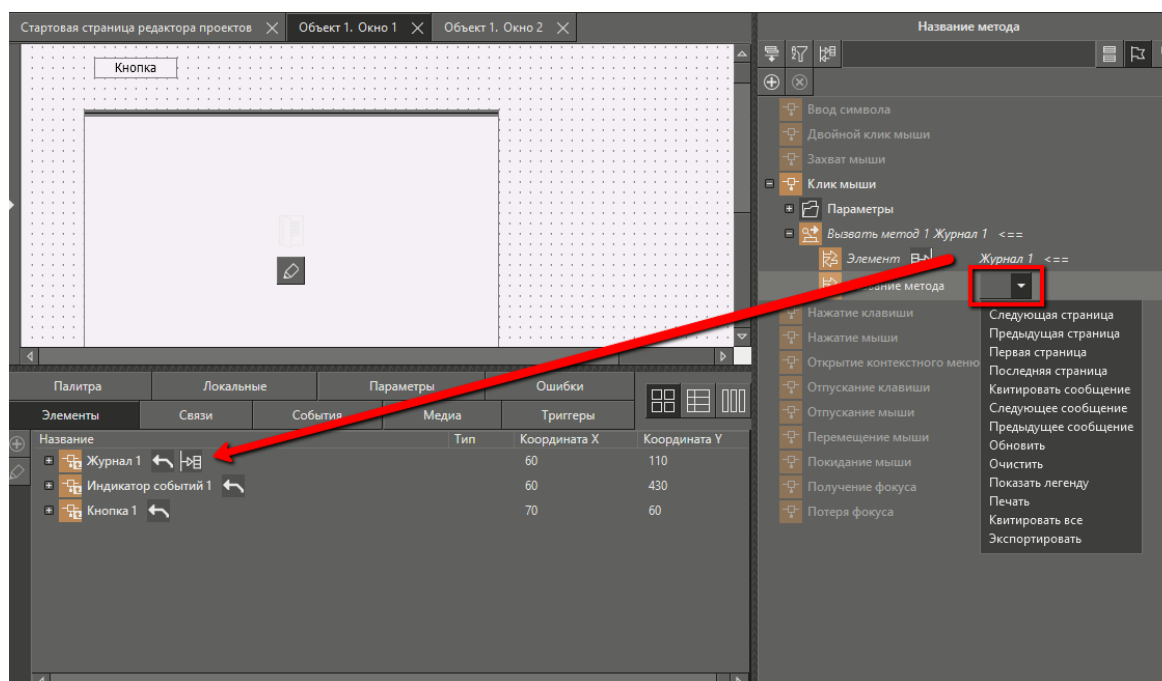 Стартовая страница редактора проектов
Объект 1. Окно 1
Объект 1. Окно 2
Название метода
Кнопка
Ввод символа
Двойной клик мыши
Захват мыши
Клик мыши
Параметры
Вызвать метод 1 Журнал 1 <==
Элемент Журнал 1 <==
метода
Нажатие клавиши
Нажатие мыши
Открытие контекстного меню
Отпускание клавиши
Отпускание мыши
Перемещение мыши
Покидание мыши
Получение фокуса
Потеря фокуса
Следующая страница
Предыдущая страница
Первая страница
Последняя страница
Квитировать сообщение
Следующее сообщение
Предыдущее сообщение
Обновить
Очистить
Показать легенду
Печать
Квитировать все
Экспортировать
Палитра Локальные Параметры Ошибки
Элементы Связи События Медиа Триггеры
Название Тип Координата X Координата Y
Журнал 1 60 110
Индикатор событий 1 60 430
Кнопка 1 70 60